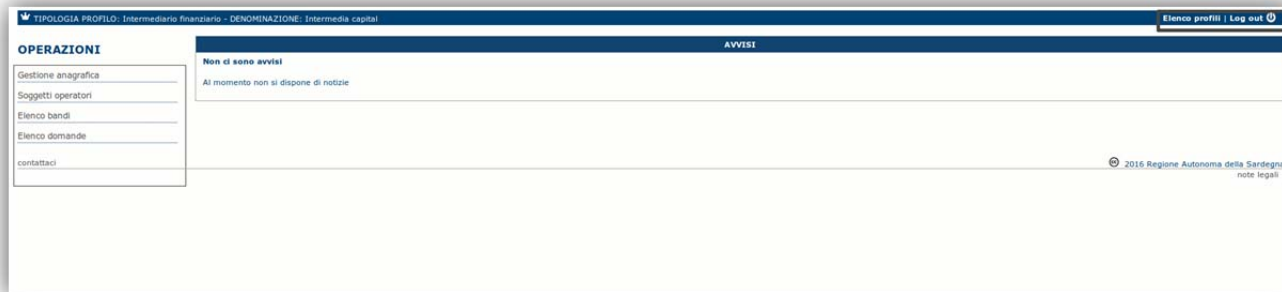 TIPOLOGIA PROFILO: Intermediario finanziario - DENOMINAZIONE: Intermedia capital
Elenco profili | Log out
OPERAZIONI
Gestione anagrafica
Soggetti operatori
Elenco bandi
Elenco domande
contattaci
AVVISI
Non ci sono avvisi
Al momento non si dispone di notizie
2016 Regione Autonoma della Sardegna
note legali